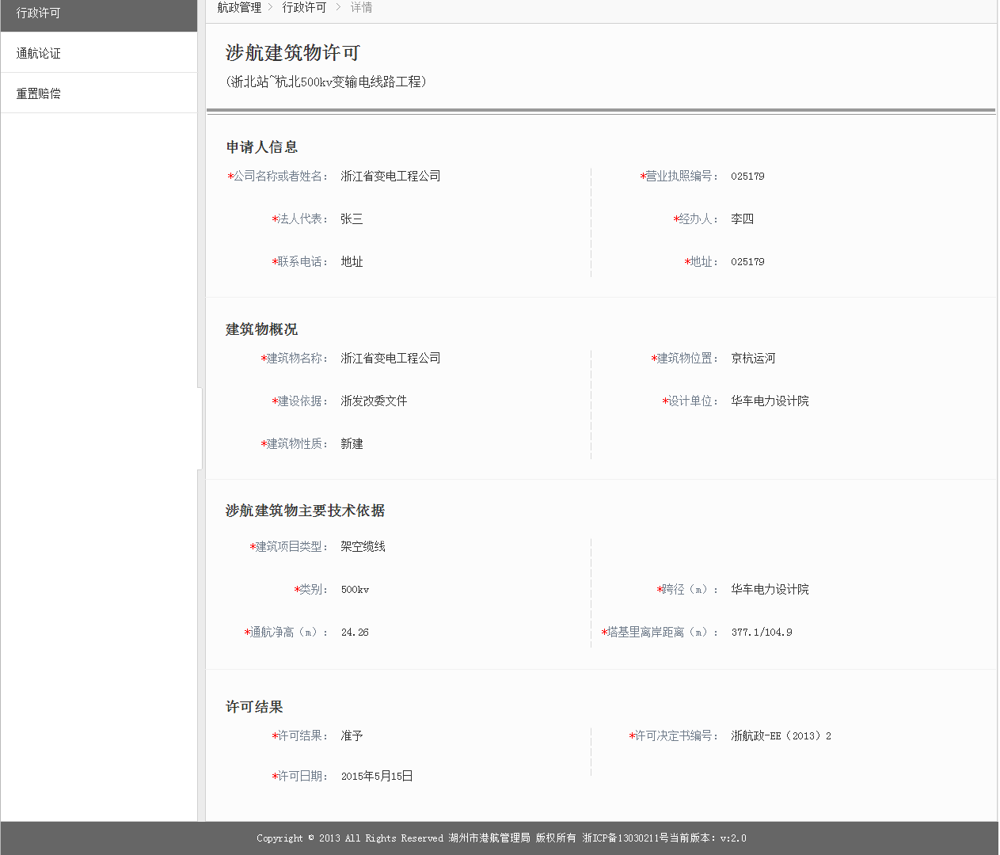 行政许可
通航论证
重置赔偿
航政管理 > 行政许可 > 详情
涉航建筑物许可
(浙北站~杭北500kv变输电线路工程)
申请人信息
*公司名称或者姓名： 浙江省变电工程公司 *营业执照编号： 025179
*法人代表： 张三 *经办人： 李四
*联系电话： 地址 *地址： 025179
建筑物概况
*建筑物名称： 浙江省变电工程公司 *建筑物位置： 京杭运河
*建设依据： 浙发改委文件 *设计单位： 华车电力设计院
*建筑物性质： 新建
涉航建筑物主要技术依据
*建筑项目类型： 架空缆线
*类别： 500kv *跨径（m）： 华车电力设计院
*通航净高（m）： 24.26 *塔基里离岸距离（m）： 377.1/104.9
许可结果
*许可结果： 准予 *许可决定书编号： 浙航政-EE（2013）2
*许可日期： 2015年5月15日
Copyright © 2013 All Rights Reserved 湖州市港航管理局 版权所有 浙ICP备13030211号当前版本：v:2.0